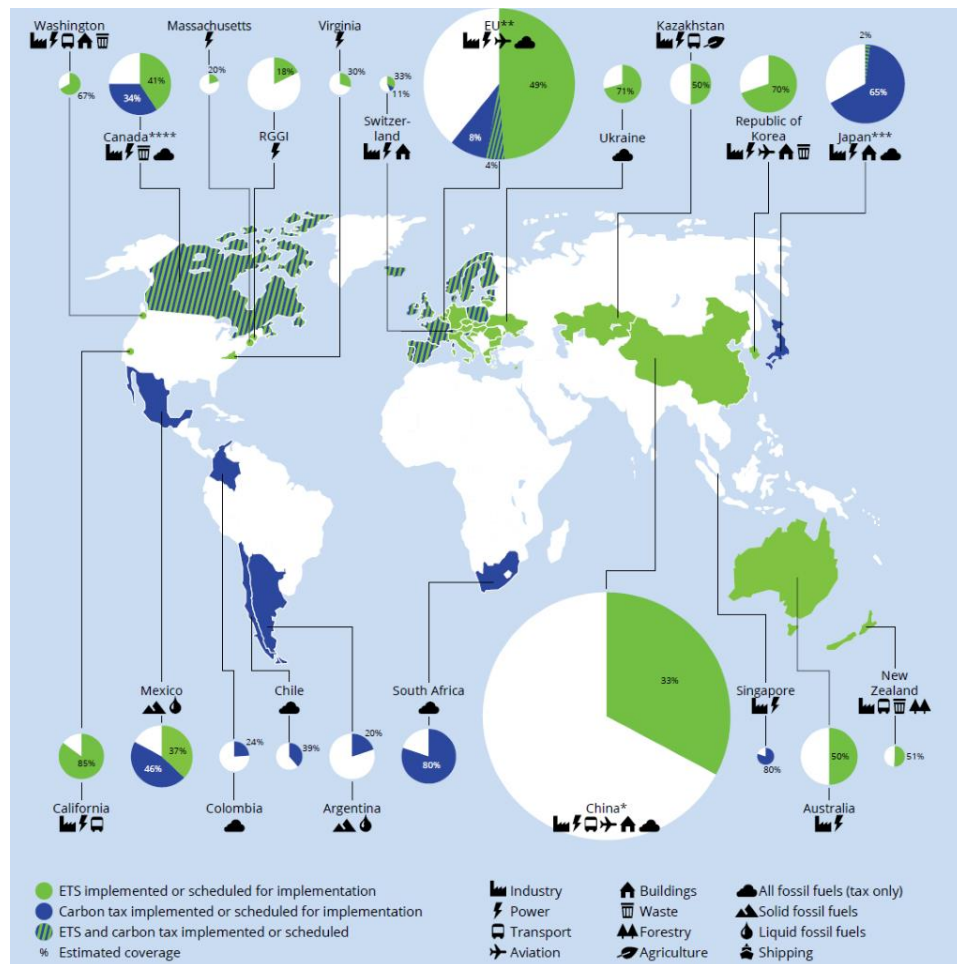 Washington
Massachusetts
Virginia
EU**
Kazakhstan
67%
41%
34%
20%
18%
30%
33%
11%
49%
8%
4%
71%
50%
70%
2%
65%
Canada****
RGGI
Switzer-
land
Ukraine
Republic of
Korea
Japan***
Mexico
Chile
South Africa
Singapore
New
Zealand
85%
37%
46%
24%
39%
20%
80%
33%
80%
50%
51%
California
Colombia
Argentina
China*
Australia
ETS implemented or scheduled for implementation
Carbon tax implemented or scheduled for implementation
ETS and carbon tax implemented or scheduled
% Estimated coverage
Industry
Power
Transport
Aviation
Buildings
Waste
Forestry
Agriculture
All fossil fuels (tax only)
Solid fossil fuels
Liquid fossil fuels
Shipping